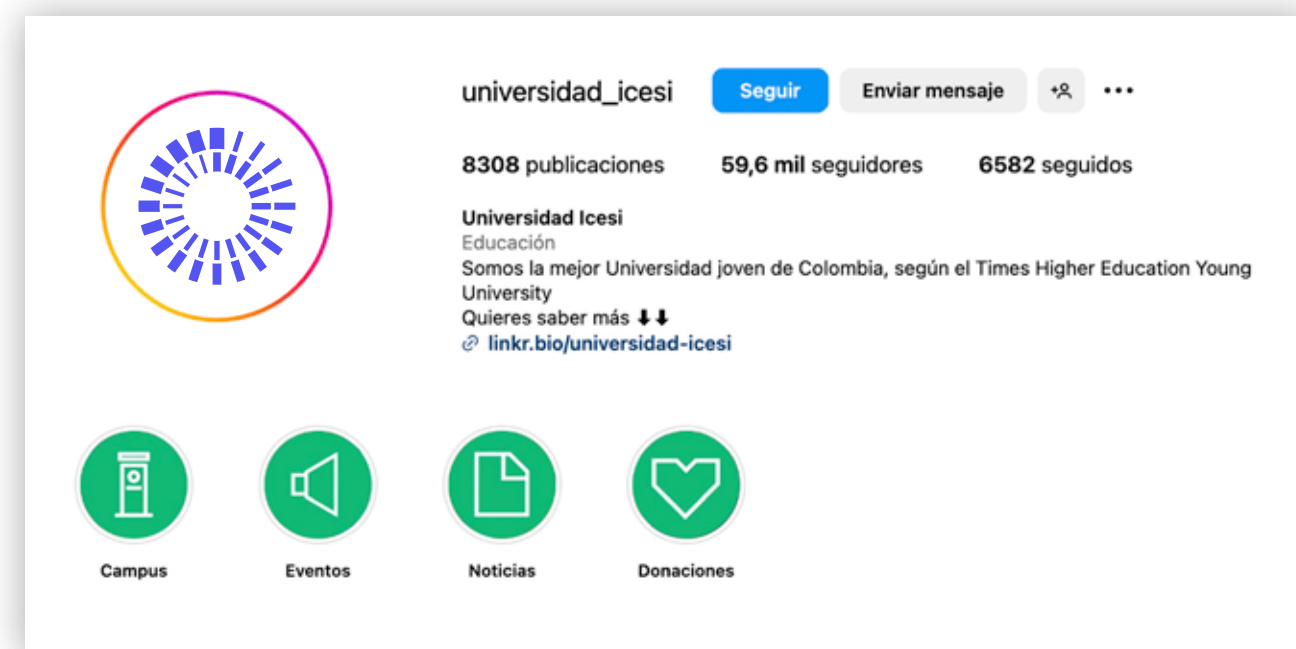 universidad_icesi Seguir Enviar mensaje
8308 publicaciones 59,6 mil seguidores 6582 seguidos
Universidad Icesi
Educación
Somos la mejor Universidad joven de Colombia, según el Times Higher Education Young
University
Quieres saber más ⬇⬇
linkr.bio/universidad-icesi
Campus Eventos Noticias Donaciones